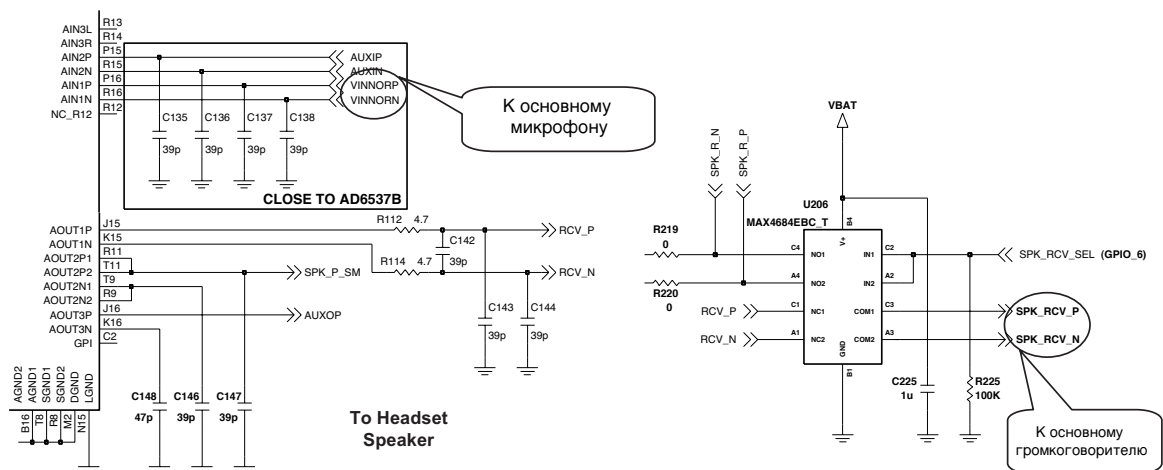 AIN3L R13
AIN3R R14
AIN2P P15
AIN2N R15
AIN1P P16
AIN1N R16
NC_R12 R12
AUXIP
AUXIN
VINNORP
VINNORN
C135
39p
C136
39p
C137
39p
C138
39p
CLOSE TO AD6537B
К основному
микрофону
AOUT1P J15
AOUT1N K15
AOUT2P1 R11
AOUT2P2 T11
AOUT2N1 T9
AOUT2N2 R9
AOUT3P J16
AOUT3N K16
GPI C2
R112 4.7
R114 4.7
C142
39p
RCV_P
RCV_N
SPK_P_SM
AUXOP
C143
39p
C144
39p
AGND2
AGND1
SGND1
SGND2
DGND
LGND
B16
T8
R8
M2
N15
C148
47p
C146
39p
C147
39p
To Headset
Speaker
VBAT
SPK_R_N
SPK_R_P
U206
MAX4684EBC_T
R219
0
R220
0
RCV_P
RCV_N
C4
A4
C1
A1
NO1
NO2
NC1
NC2
B4
V+
GND
B1
IN1
IN2
COM1
COM2
C2
A2
C3
A3
SPK_RCV_SEL (GPIO_6)
SPK_RCV_P
SPK_RCV_N
C225
1u
R225
100K
К основному
громкоговорителю